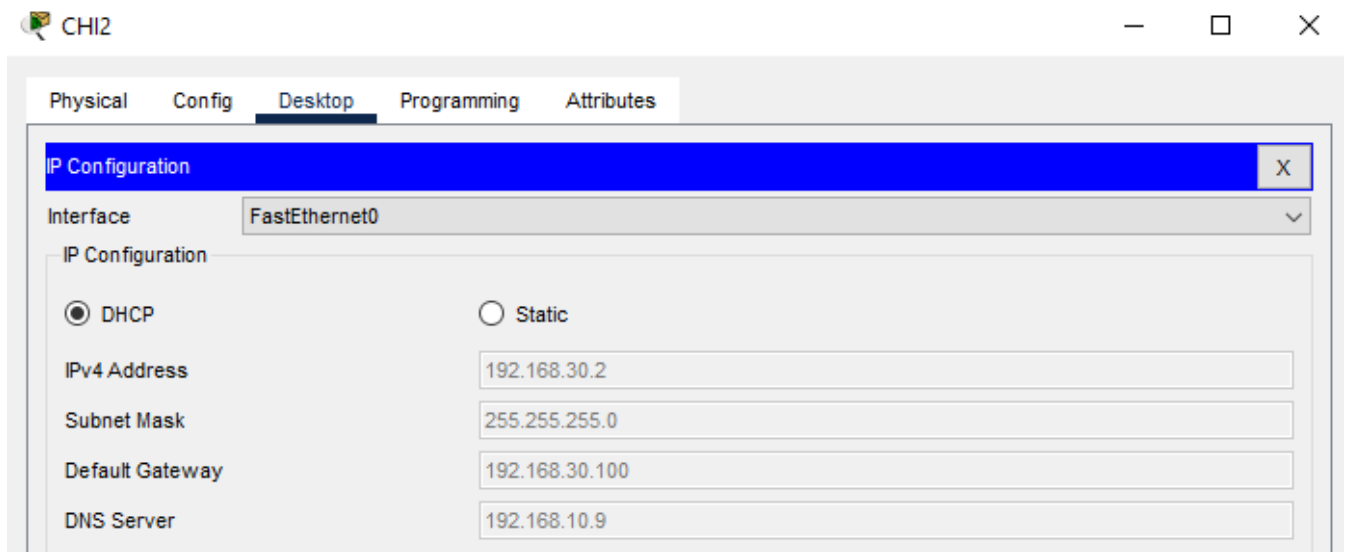 CHI2
Physical Config Desktop Programming Attributes
IP Configuration X
Interface FastEthernet0
IP Configuration
DHCP Static
IPv4 Address 192.168.30.2
Subnet Mask 255.255.255.0
Default Gateway 192.168.30.100
DNS Server 192.168.10.9